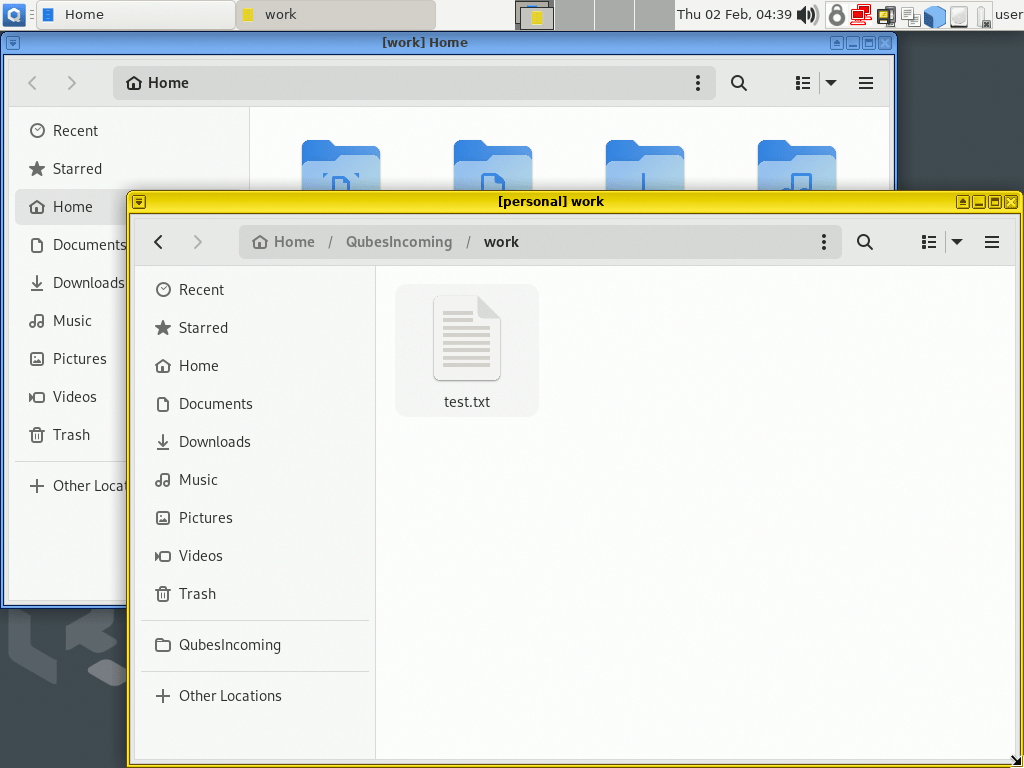 Home
work
Thu 02 Feb, 04:39
user
[work] Home
Home
Recent
Starred
Home
Documents
Downloads
Music
Pictures
Videos
Trash
Other Locat
[personal] work
Home / QubesIncoming / work
Recent
Starred
Home
Documents
Downloads
Music
Pictures
Videos
Trash
QubesIncoming
Other Locations
test.txt